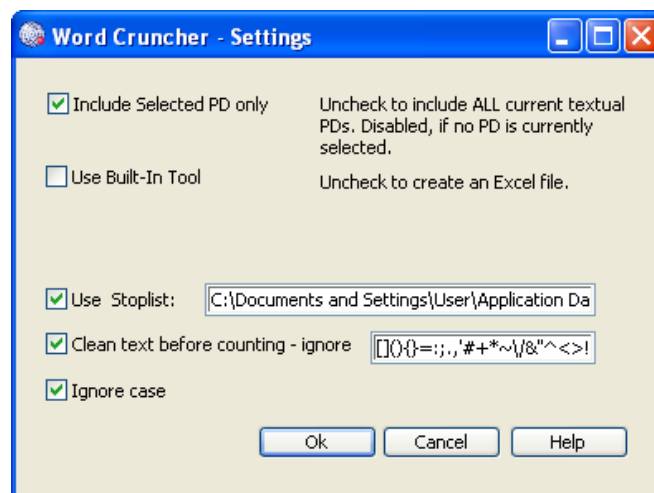 Word Cruncher - Settings
Include Selected PD only
Uncheck to include ALL current textual
PDs. Disabled, if no PD is currently
selected.
Use Built-In Tool
Uncheck to create an Excel file.
Use Stoplist:
C:\Documents and Settings\User\Application Da
Clean text before counting - ignore
[](){}=:;.,'#+*~\/&"^<>!
Ignore case
Ok
Cancel
Help